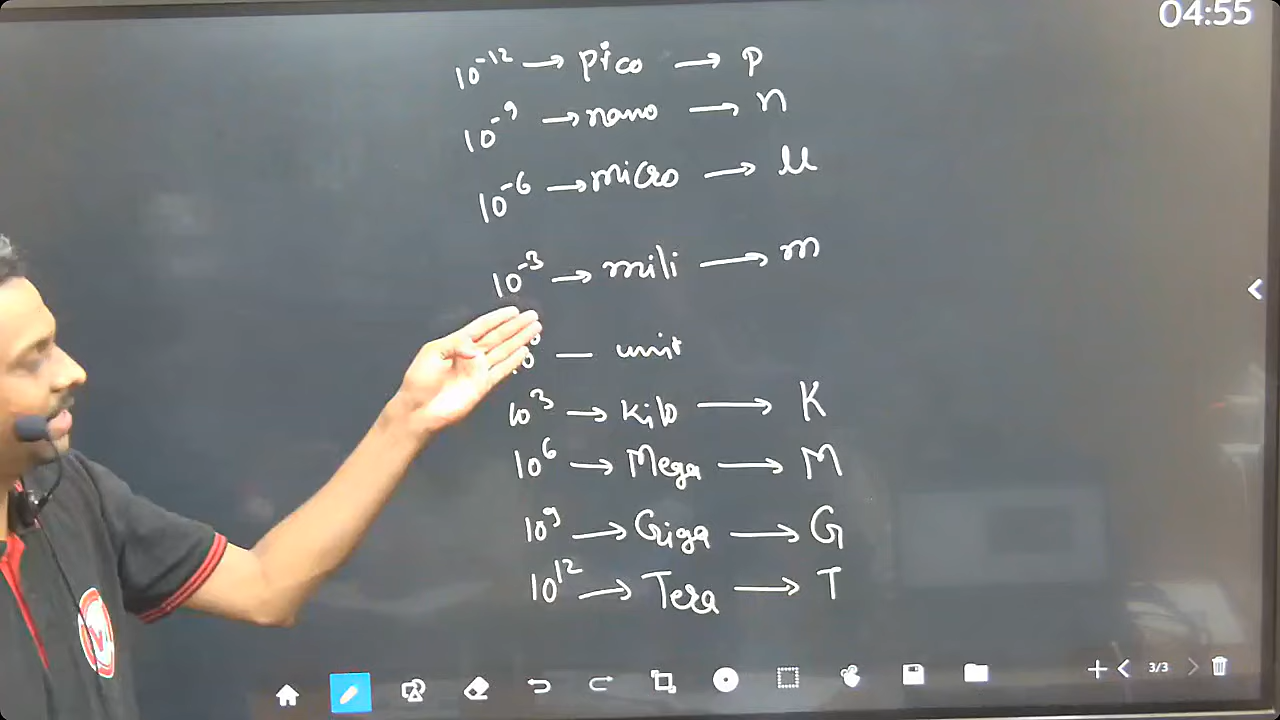 04:55
10⁻¹² → pico → p
10⁻⁹ → nano → n
10⁻⁶ → micro → μ
10⁻³ → mili → m
— unit
10³ → Kilo → K
10⁶ → Mega → M
10⁹ → Giga → G
10¹² → Tera → T
3/3